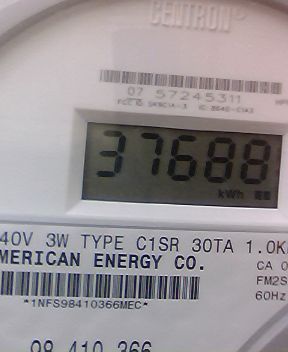 CENTRON®
07 57245311
37688
kWh
40V 3W TYPE C1SR 30TA 1.0K
MERICAN ENERGY CO.
CA 0
FM2S
*1NFS98410366MEC*
60Hz
98 410 366